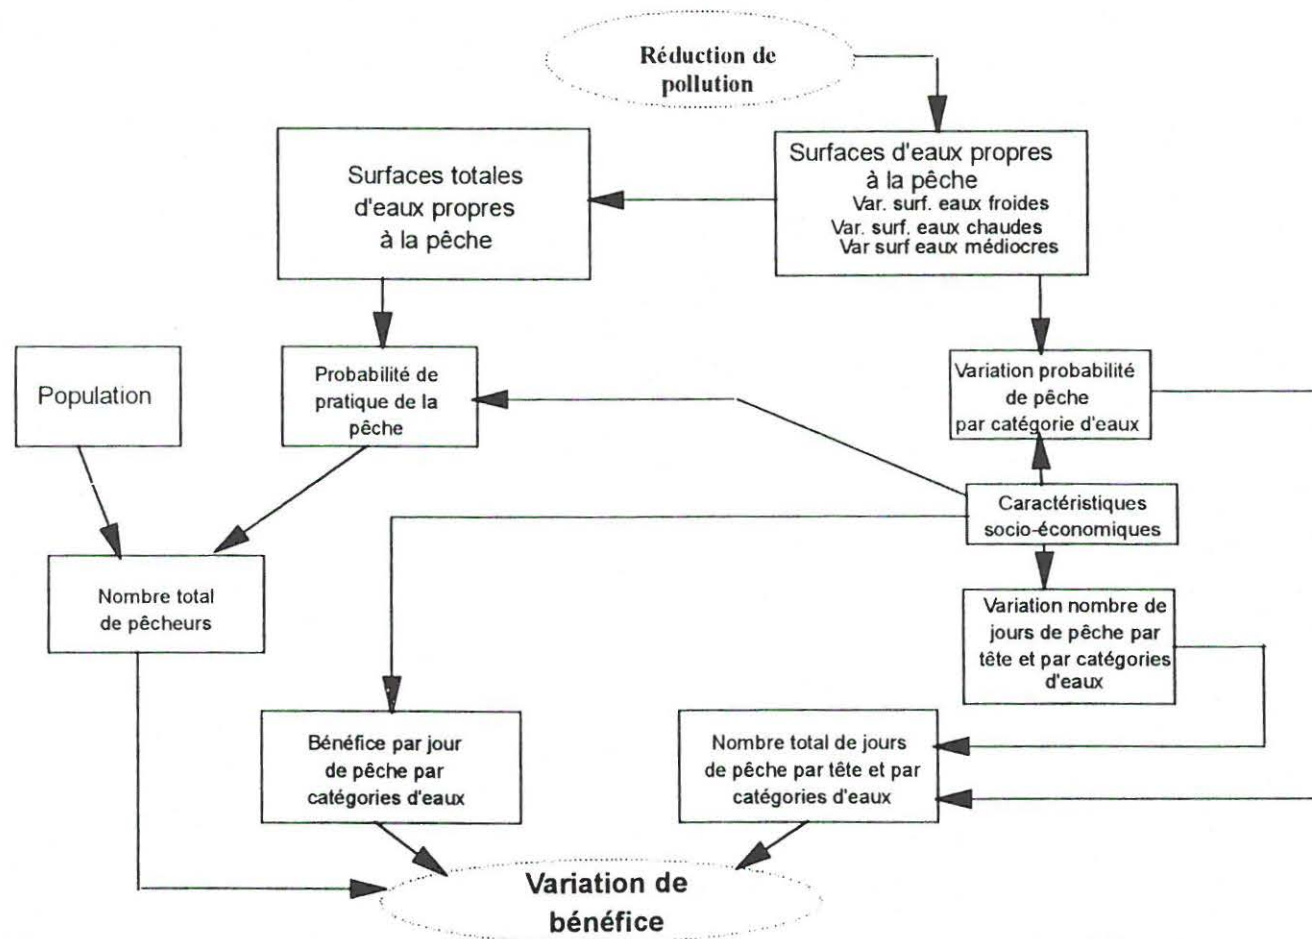 Réduction de
pollution
Surfaces totales
d'eaux propres
à la pêche
Surfaces d'eaux propres
à la pêche
Var. surf. eaux froides
Var. surf. eaux chaudes
Var surf eaux médiocres
Population
Probabilité de
pratique de la
pêche
Variation probabilité
de pêche
par catégorie d'eaux
Caractéristiques
socio-économiques
Nombre total
de pêcheurs
Variation nombre de
jours de pêche par
tête et par catégories
d'eaux
Bénéfice par jour
de pêche par
catégories d'eaux
Nombre total de jours
de pêche par tête et par
catégories d'eaux
Variation de
bénéfice